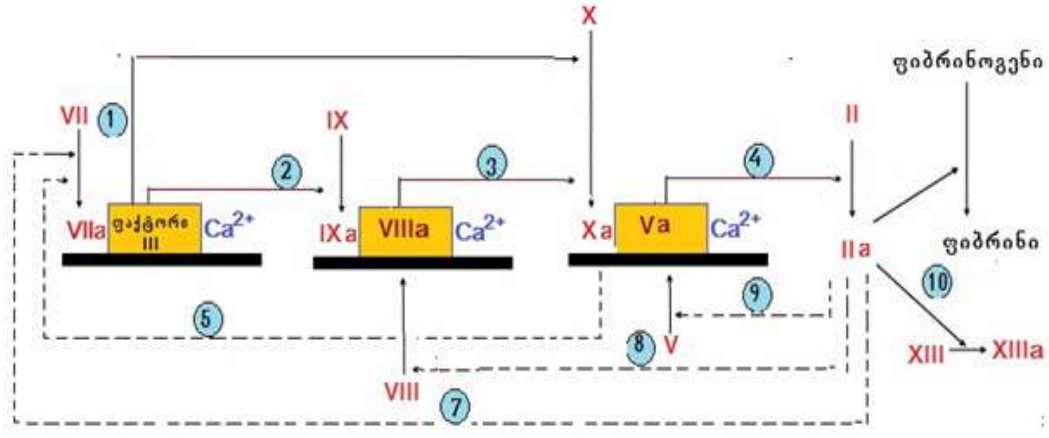 X
ფიბრინოგენი
VII
1
IX
II
2
3
4
VIIa
ფაქტორი
III
Ca2+
IXa
VIIIa
Ca2+
Xa
Va
Ca2+
IIa
ფიბრინი
10
9
5
8
V
XIII
XIIIa
VIII
7